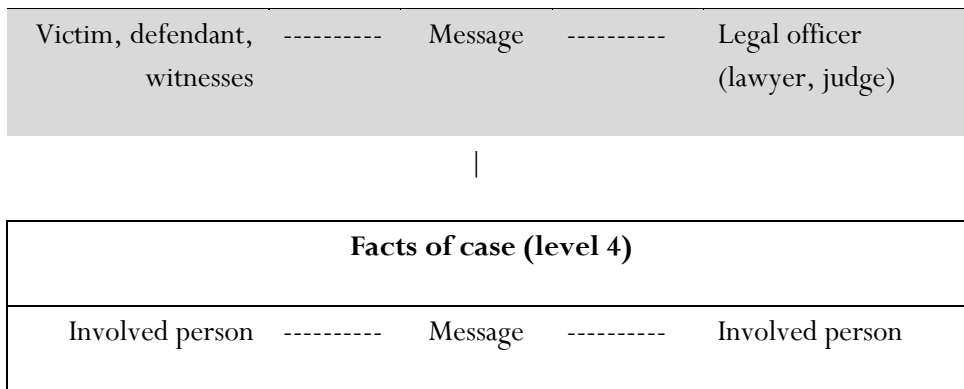 Victim, defendant, ---------- Message ---------- Legal officer
witnesses (lawyer, judge)
|
Facts of case (level 4)
Involved person ---------- Message ---------- Involved person